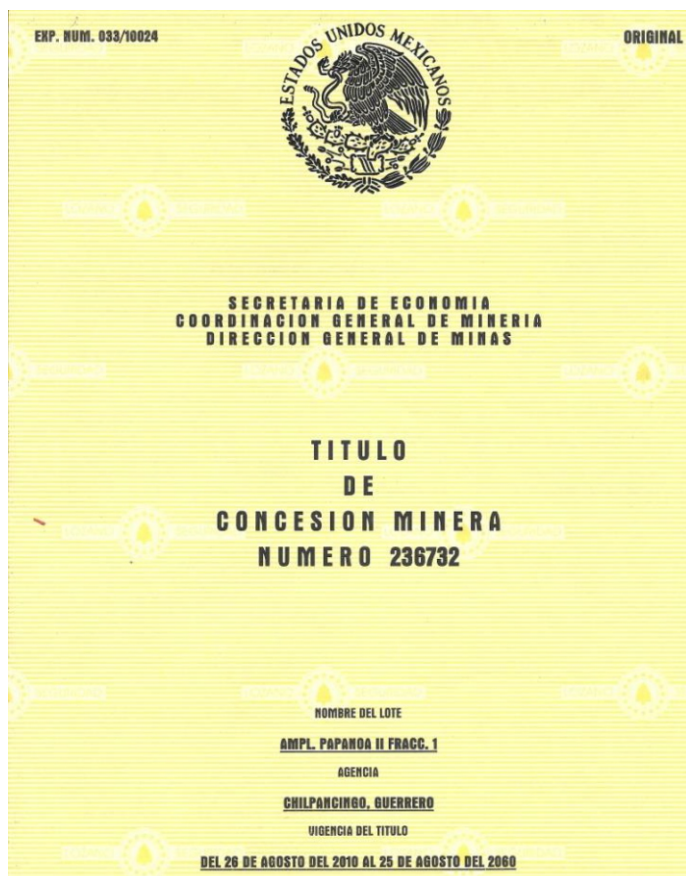 EXP. NUM. 033/10024
ORIGINAL
ESTADOS UNIDOS MEXICANOS
SECRETARIA DE ECONOMIA
COORDINACION GENERAL DE MINERIA
DIRECCION GENERAL DE MINAS
TITULO
DE
CONCESION MINERA
NUMERO 236732
NOMBRE DEL LOTE
AMPL. PAPANOA II FRACC. 1
AGENCIA
CHILPANCINGO, GUERRERO
VIGENCIA DEL TITULO
DEL 26 DE AGOSTO DEL 2010 AL 25 DE AGOSTO DEL 2060